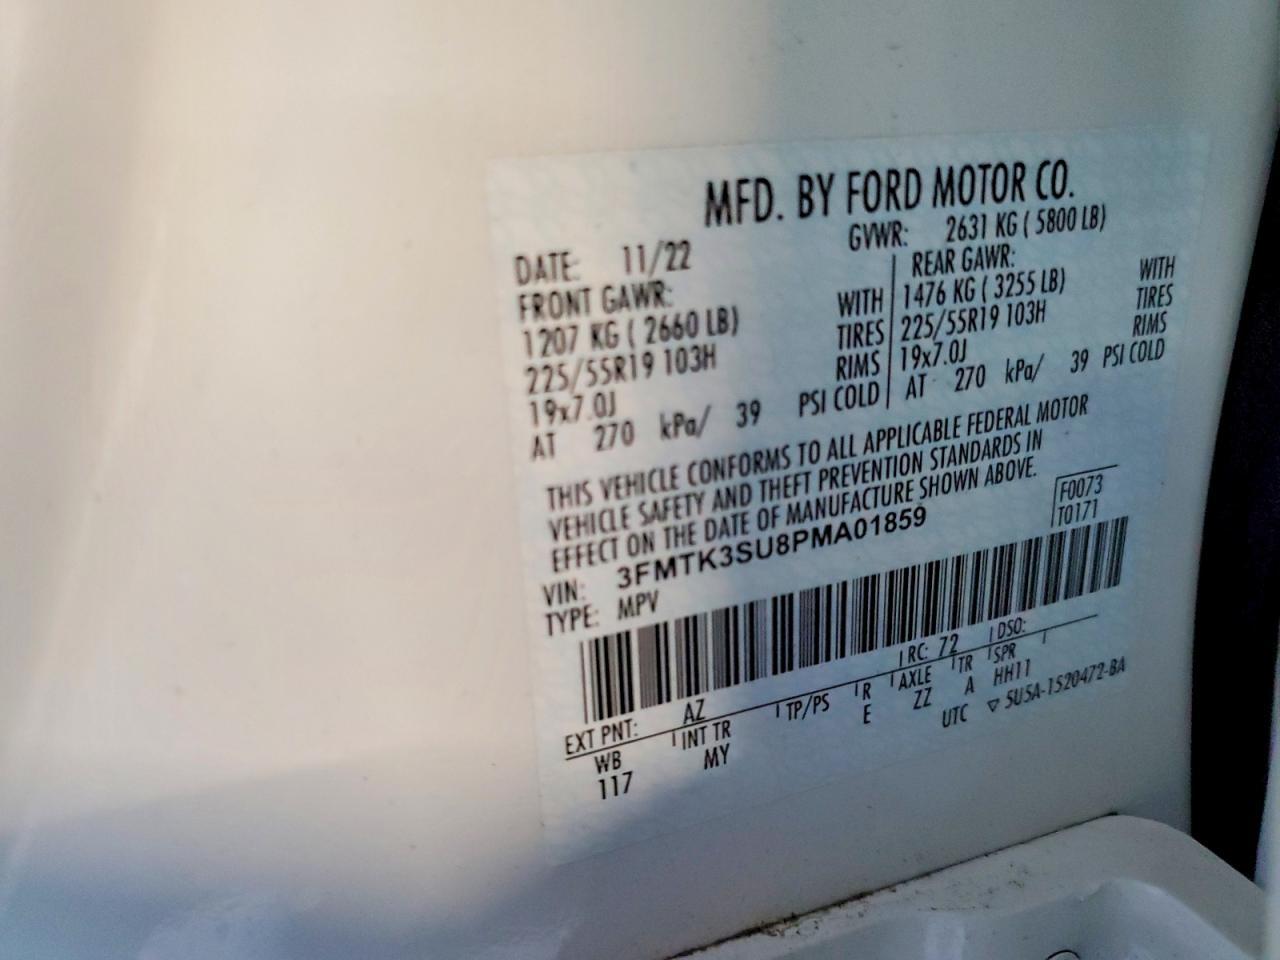 MFD. BY FORD MOTOR CO.
DATE: 11/22 GVWR: 2631 KG ( 5800 LB)
FRONT GAWR: REAR GAWR:
1207 KG ( 2660 LB) WITH 1476 KG ( 3255 LB) WITH
225/55R19 103H TIRES 225/55R19 103H TIRES
19x7.0J RIMS 19x7.0J RIMS
AT 270 kPa/ 39 PSI COLD AT 270 kPa/ 39 PSI COLD
THIS VEHICLE CONFORMS TO ALL APPLICABLE FEDERAL MOTOR
VEHICLE SAFETY AND THEFT PREVENTION STANDARDS IN
EFFECT ON THE DATE OF MANUFACTURE SHOWN ABOVE.
F0073
T0171
VIN: 3FMTK3SU8PMA01859
TYPE: MPV
EXT PNT: AZ RC: 72 DSO:
WB INT TR TP/PS R AXLE TR SPR
117 MY E ZZ A HH11
UTC ▽ 5U5A-1520472-BA